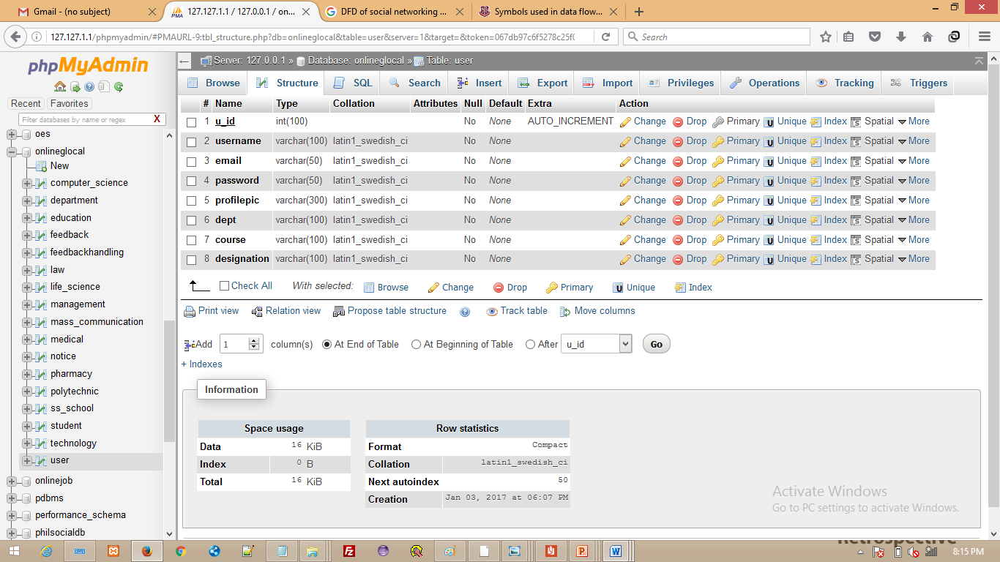 Gmail - (no subject)
127.127.1.1 / 127.0.0.1 / on...
DFD of social networking ...
Symbols used in data flow...
127.127.1.1/phpmyadmin/#PMAURL-9:tbl_structure.php?db=onlineglocal&table=user&server=1&target=&token=067db97c6f5278c25f(
Search
phpMyAdmin
Recent Favorites
Filter databases by name or regex X
oes
onlineglocal
New
computer_science
department
education
feedback
feedbackhandling
law
life_science
management
mass_communication
medical
notice
pharmacy
polytechnic
ss_school
student
technology
user
onlinejob
pdbms
performance_schema
philsocialdb
Server: 127.0.0.1 » Database: onlineglocal » Table: user
Browse Structure SQL Search Insert Export Import Privileges Operations Tracking Triggers
# Name Type Collation Attributes Null Default Extra Action
1 u_id int(100) No None AUTO_INCREMENT Change Drop Primary Unique Index Spatial More
2 username varchar(100) latin1_swedish_ci No None Change Drop Primary Unique Index Spatial More
3 email varchar(50) latin1_swedish_ci No None Change Drop Primary Unique Index Spatial More
4 password varchar(50) latin1_swedish_ci No None Change Drop Primary Unique Index Spatial More
5 profilepic varchar(300) latin1_swedish_ci No None Change Drop Primary Unique Index Spatial More
6 dept varchar(100) latin1_swedish_ci No None Change Drop Primary Unique Index Spatial More
7 course varchar(100) latin1_swedish_ci No None Change Drop Primary Unique Index Spatial More
8 designation varchar(100) latin1_swedish_ci No None Change Drop Primary Unique Index Spatial More
Check All With selected: Browse Change Drop Primary Unique Index
Print view Relation view Propose table structure Track table Move columns
Add 1 column(s) At End of Table At Beginning of Table After u_id Go
+ Indexes
Information
Space usage
Data 16 KiB
Index 0 B
Total 16 KiB
Row statistics
Format Compact
Collation latin1_swedish_ci
Next autoindex 50
Creation Jan 03, 2017 at 06:07 PM
Activate Windows
Go to PC settings to activate Windows.
Retrospective
8:15 PM